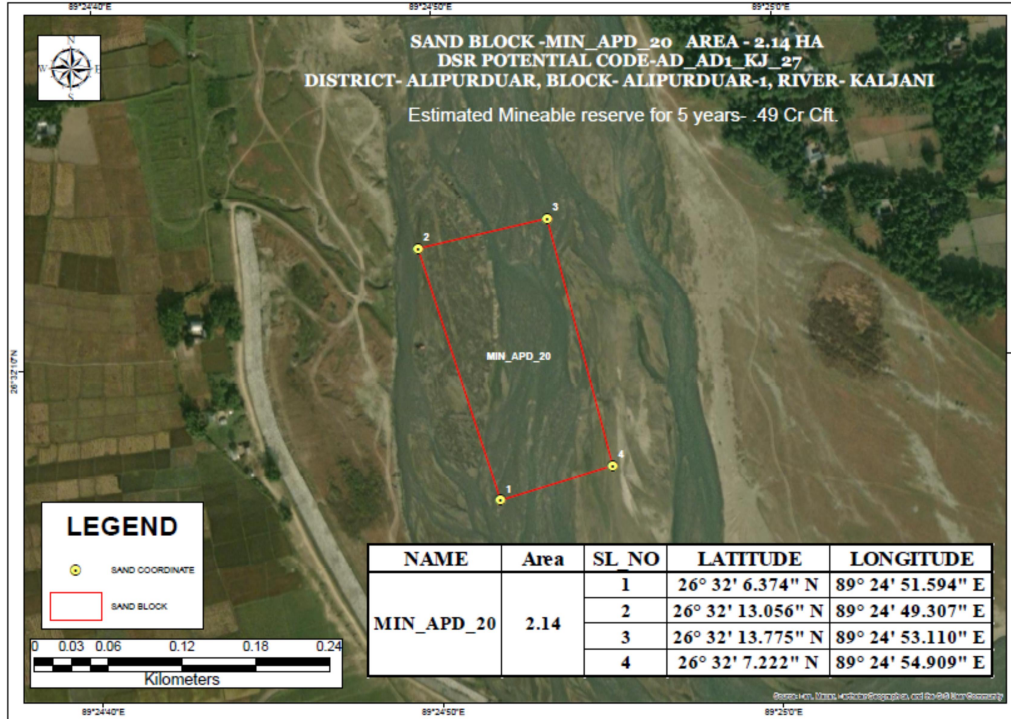 89°24'40"E 89°24'50"E 89°25'0"E
N
W E
S
SAND BLOCK -MIN_APD_20 AREA - 2.14 HA
DSR POTENTIAL CODE-AD_AD1_KJ_27
DISTRICT- ALIPURDUAR, BLOCK- ALIPURDUAR-1, RIVER- KALJANI
Estimated Mineable reserve for 5 years- .49 Cr Cft.
3
2
26°32'10"N
MIN_APD_20
4
1
LEGEND
SAND COORDINATE
SAND BLOCK
0 0.03 0.06 0.12 0.18 0.24
Kilometers
NAME Area SL_NO LATITUDE LONGITUDE
MIN_APD_20 2.14
1 26° 32' 6.374" N 89° 24' 51.594" E
2 26° 32' 13.056" N 89° 24' 49.307" E
3 26° 32' 13.775" N 89° 24' 53.110" E
4 26° 32' 7.222" N 89° 24' 54.909" E
and the GIS User Community
89°24'40"E 89°24'50"E 89°25'0"E